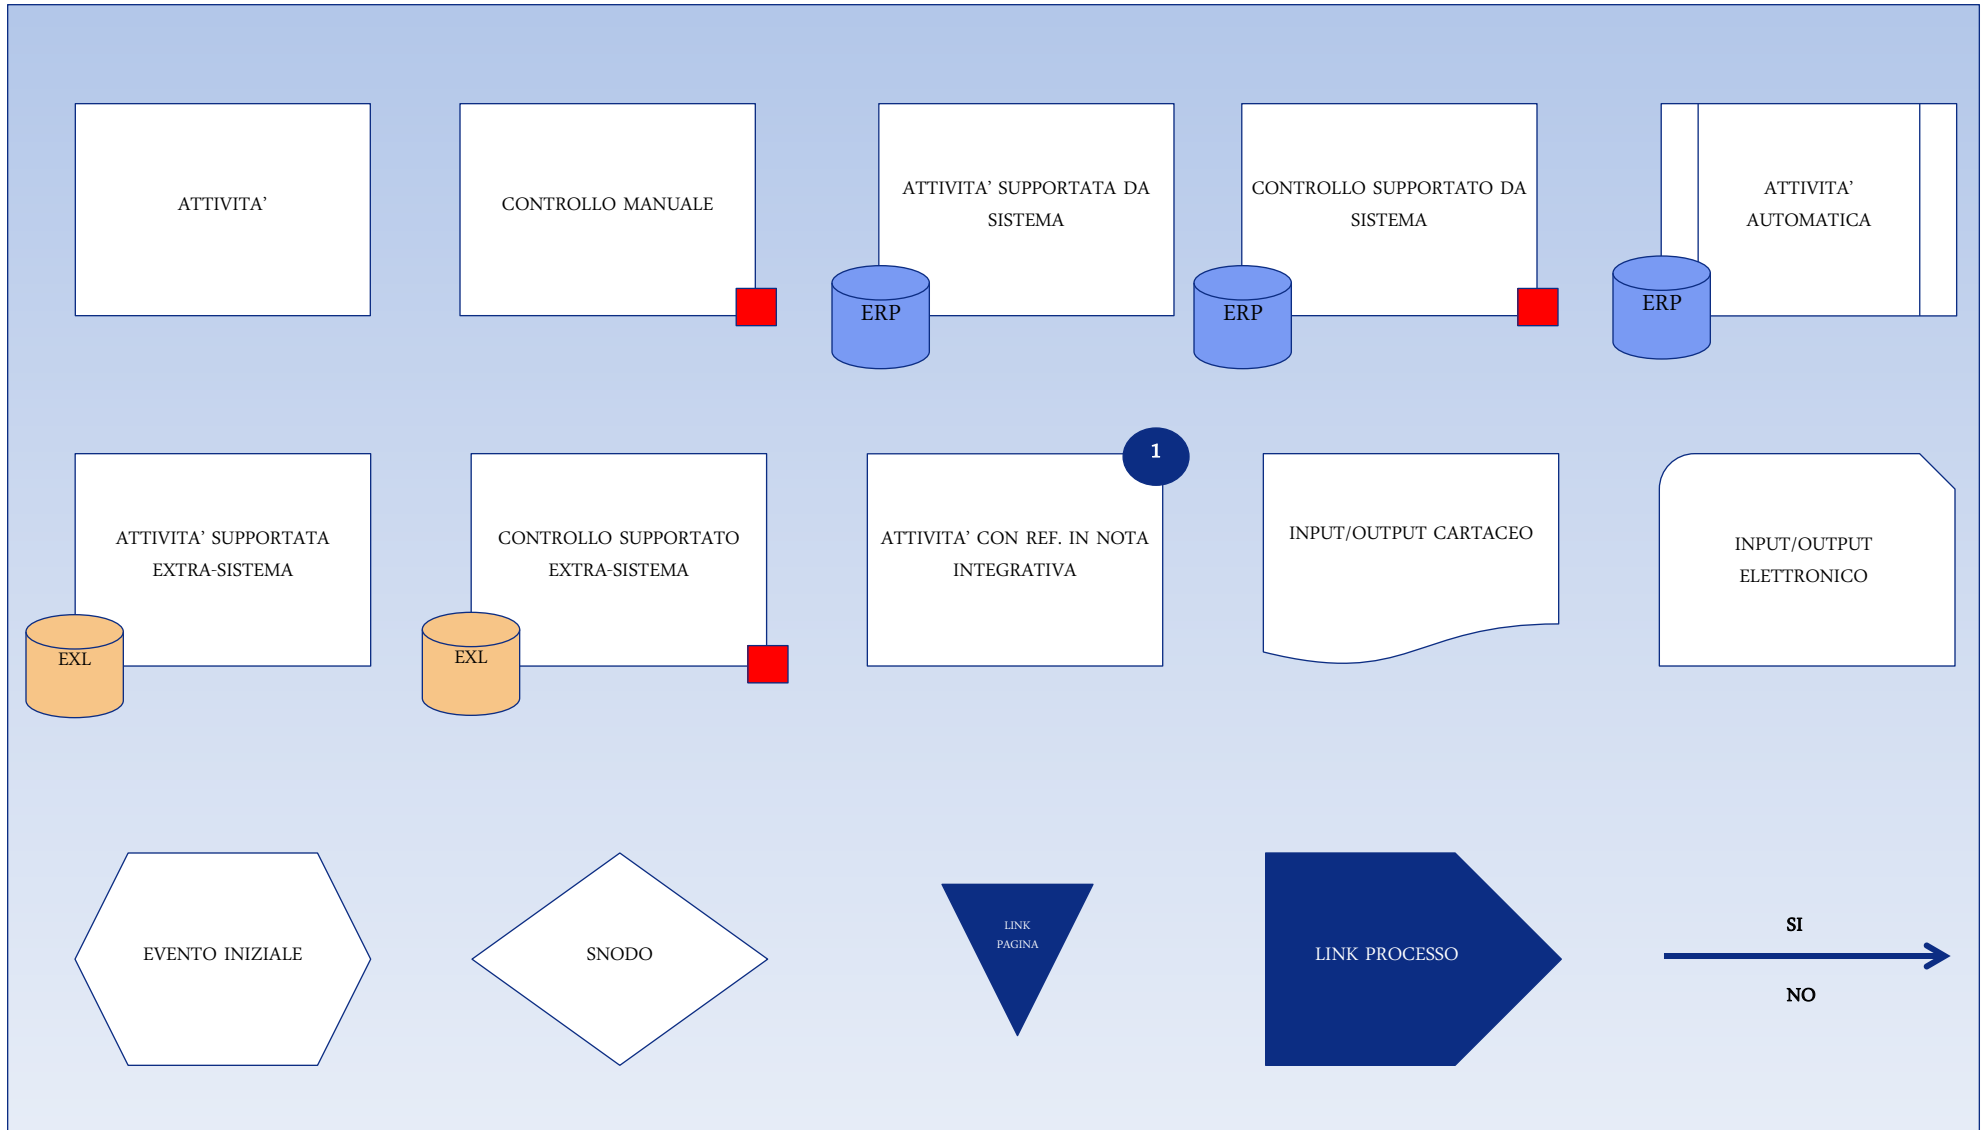 ATTIVITA’
CONTROLLO MANUALE
ATTIVITA’ SUPPORTATA DA
SISTEMA
ERP
CONTROLLO SUPPORTATO DA
SISTEMA
ERP
ATTIVITA’
AUTOMATICA
ERP
ATTIVITA’ SUPPORTATA
EXTRA-SISTEMA
EXL
CONTROLLO SUPPORTATO
EXTRA-SISTEMA
EXL
1
ATTIVITA’ CON REF. IN NOTA
INTEGRATIVA
INPUT/OUTPUT CARTACEO
INPUT/OUTPUT
ELETTRONICO
EVENTO INIZIALE
SNODO
LINK
PAGINA
LINK PROCESSO
SI
NO